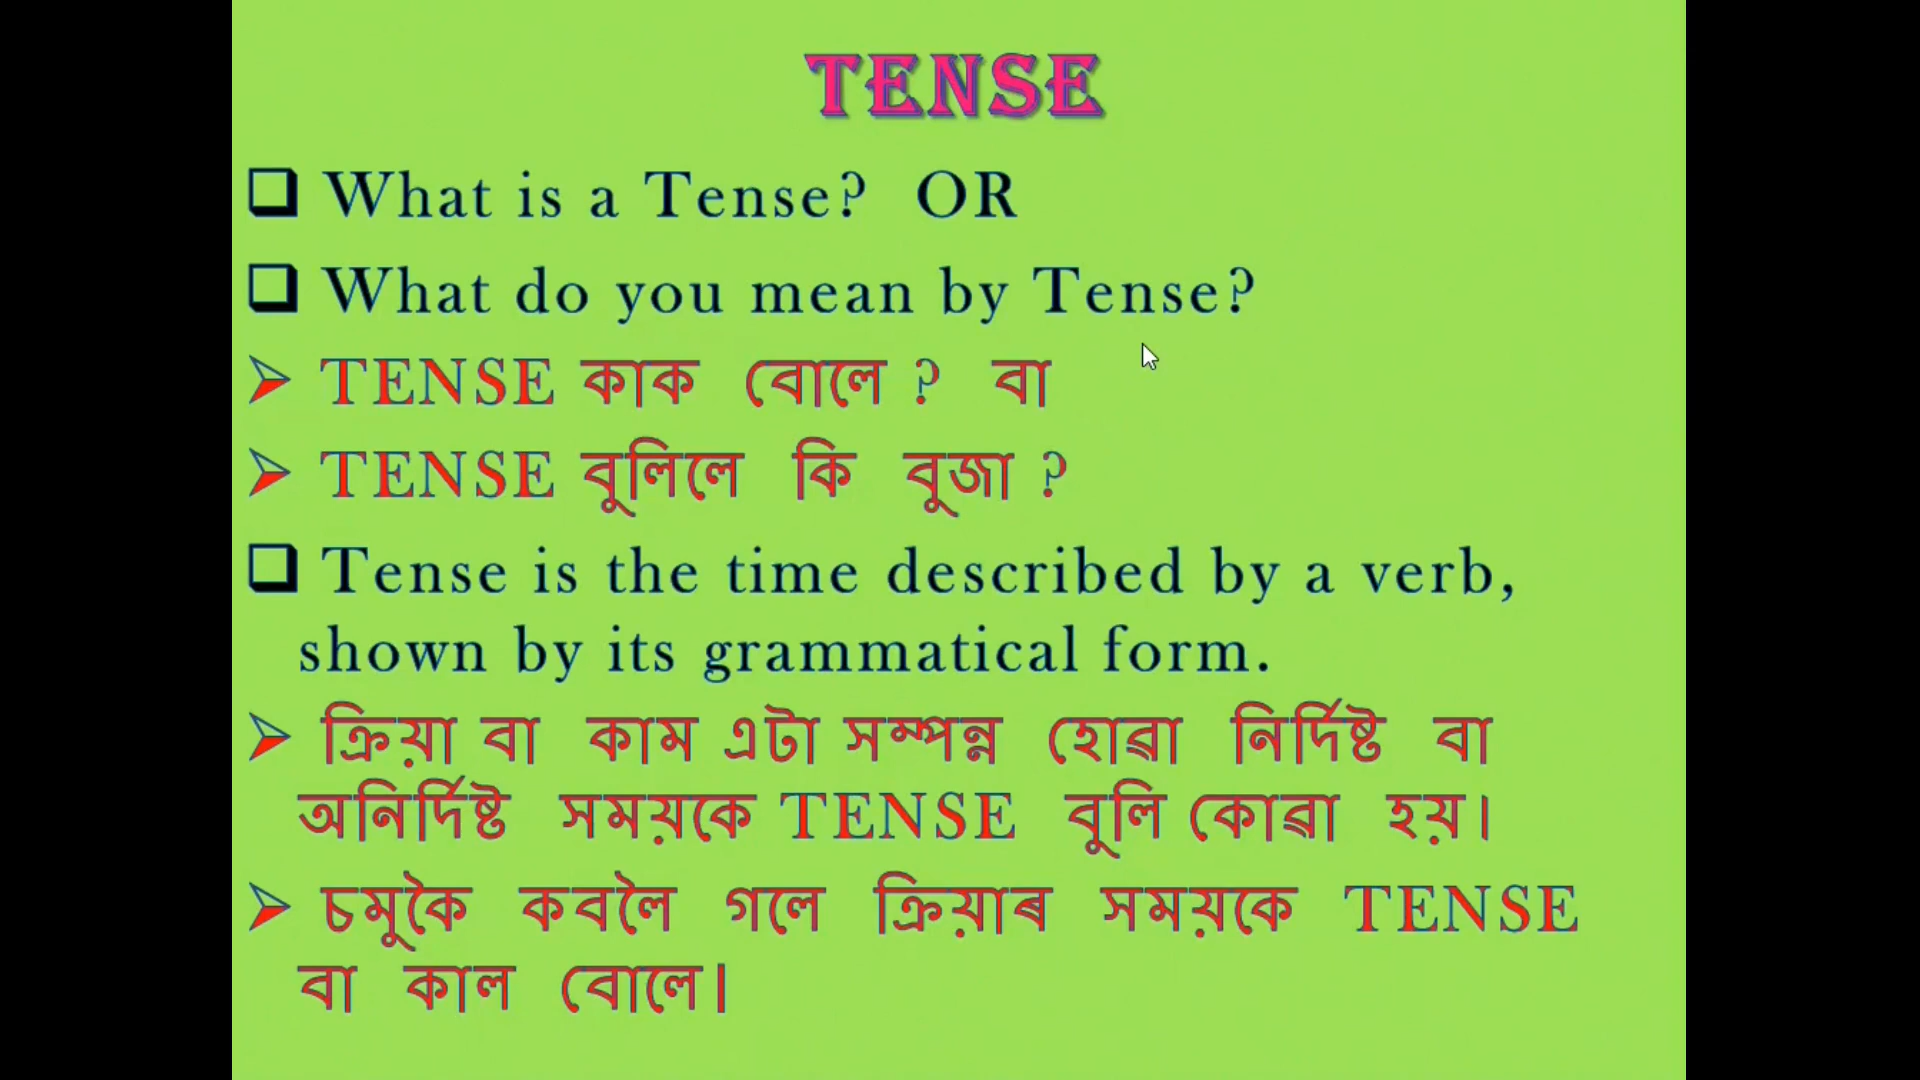 TENSE
What is a Tense? OR
What do you mean by Tense?
TENSE কাক বোলে ? বা
TENSE বুলিলে কি বুজা ?
Tense is the time described by a verb,
shown by its grammatical form.
ক্ৰিয়া বা কাম এটা সম্পন্ন হোৱা নিৰ্দিষ্ট বা
অনিৰ্দিষ্ট সময়কে TENSE বুলি কোৱা হয়।
চমুকৈ কবলৈ গলে ক্ৰিয়াৰ সময়কে TENSE
বা কাল বোলে।